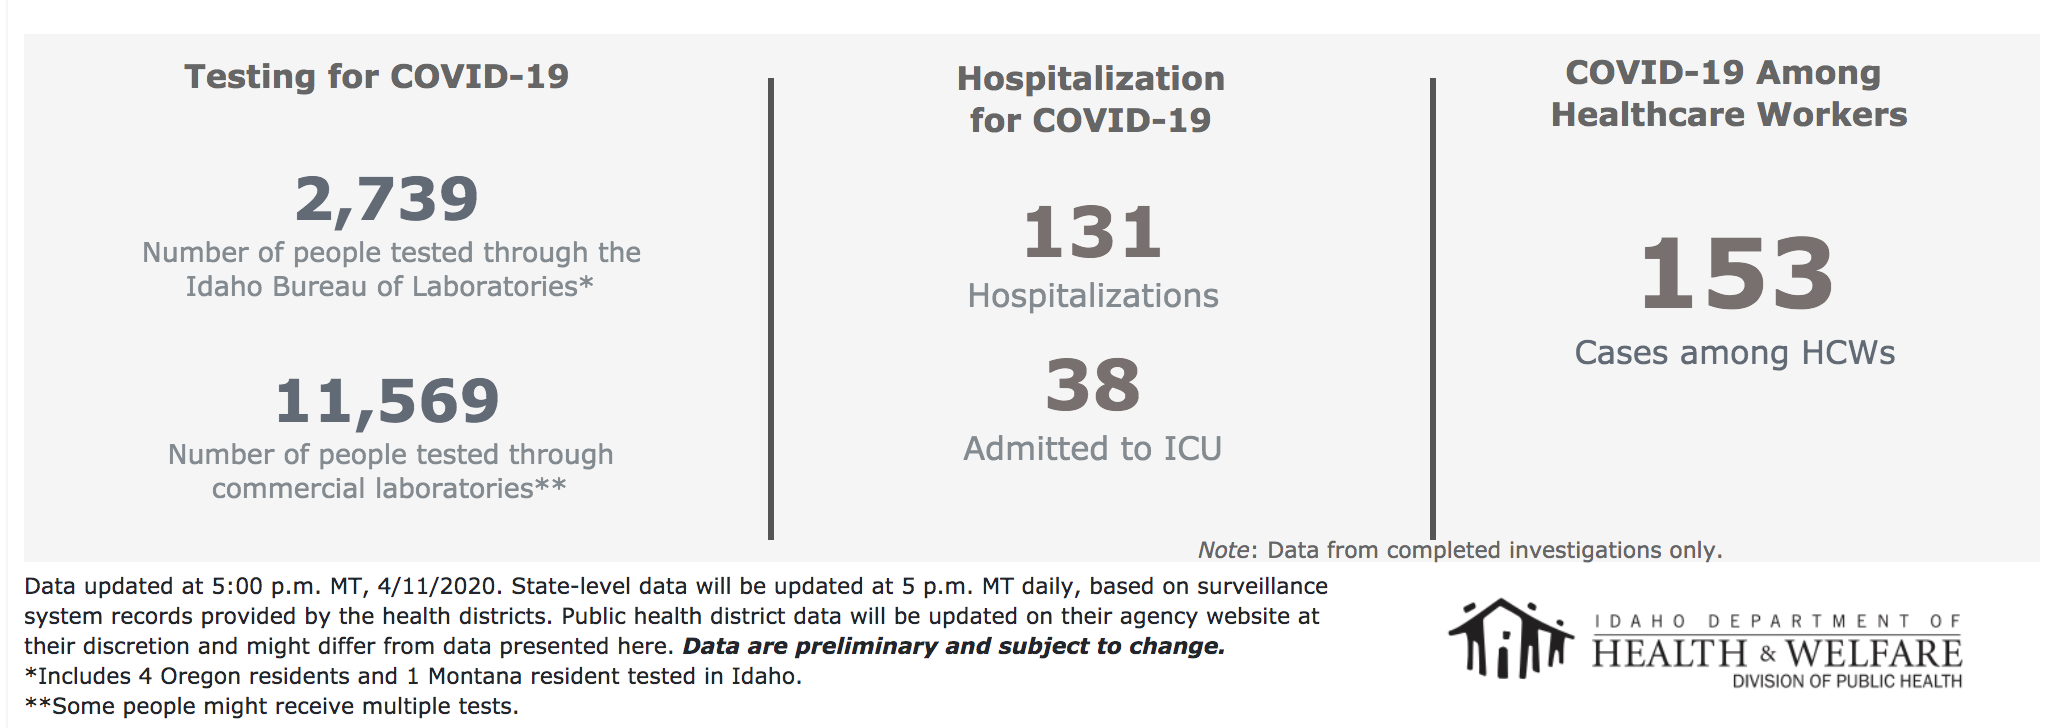 Testing for COVID-19
2,739
Number of people tested through the
Idaho Bureau of Laboratories*
11,569
Number of people tested through
commercial laboratories**
Hospitalization
for COVID-19
131
Hospitalizations
38
Admitted to ICU
COVID-19 Among
Healthcare Workers
153
Cases among HCWs
Note: Data from completed investigations only.
Data updated at 5:00 p.m. MT, 4/11/2020. State-level data will be updated at 5 p.m. MT daily, based on surveillance
system records provided by the health districts. Public health district data will be updated on their agency website at
their discretion and might differ from data presented here. Data are preliminary and subject to change.
*Includes 4 Oregon residents and 1 Montana resident tested in Idaho.
**Some people might receive multiple tests.
IDAHO DEPARTMENT OF
HEALTH & WELFARE
DIVISION OF PUBLIC HEALTH